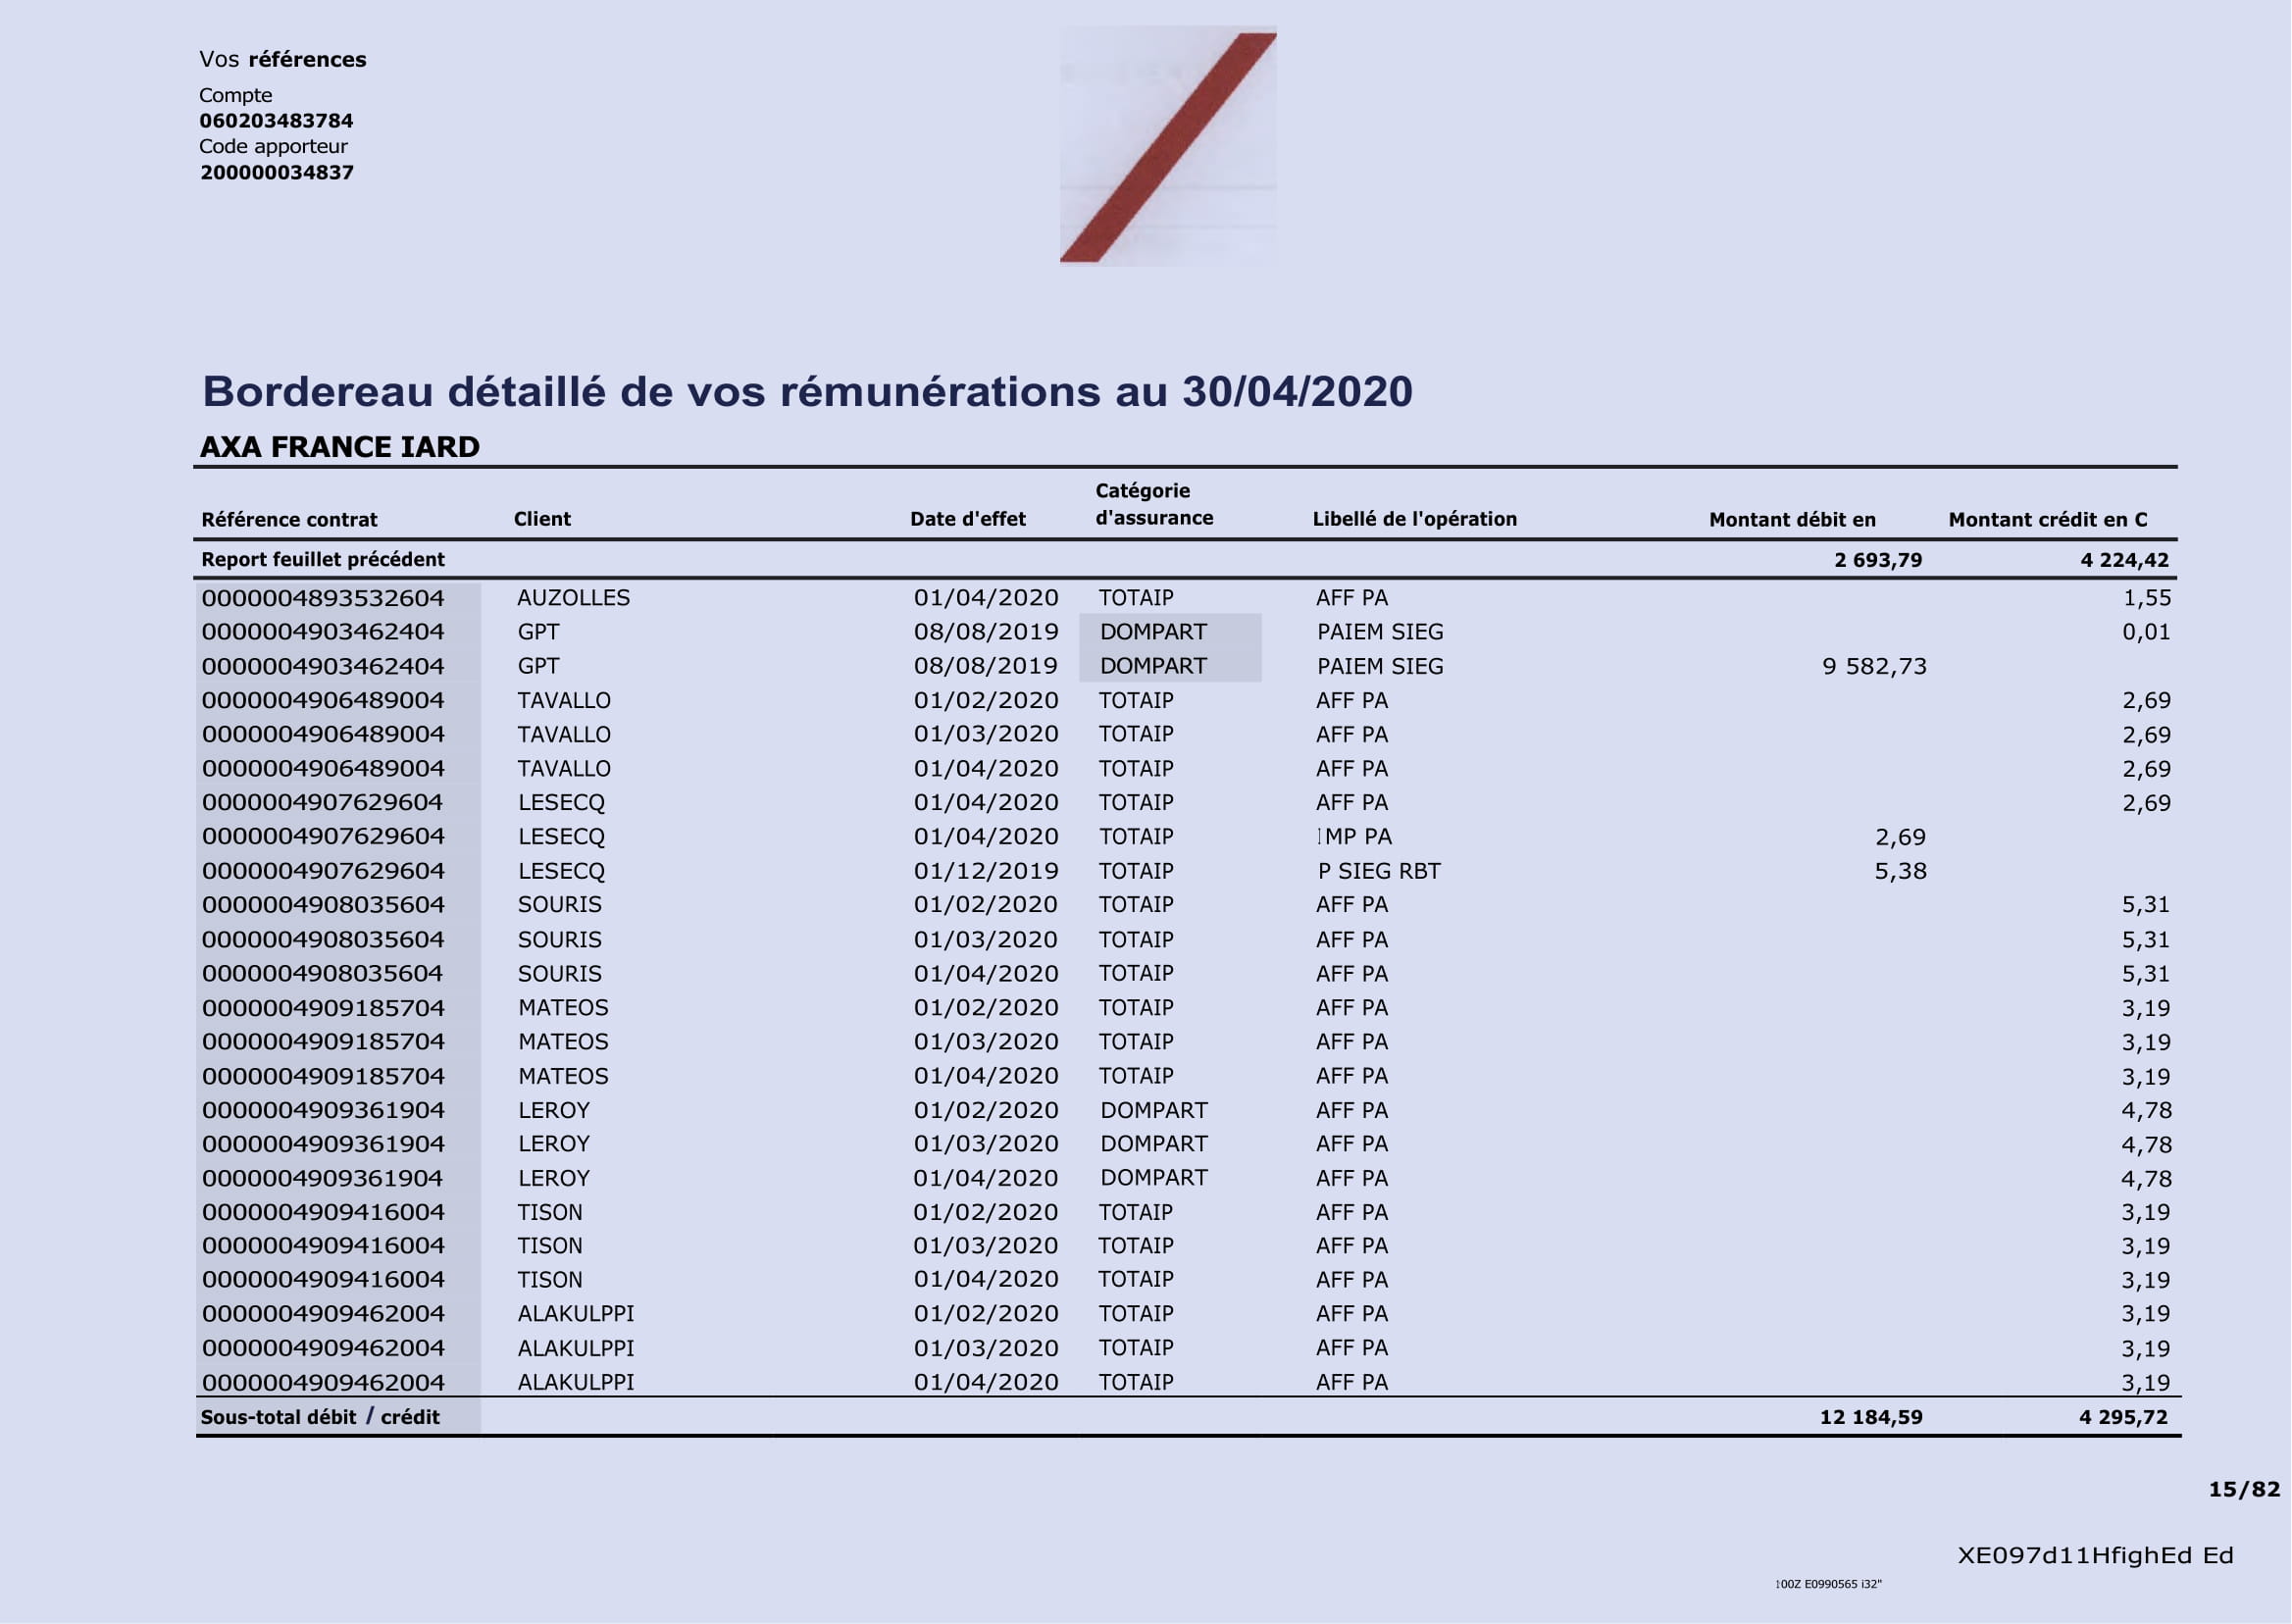 Vos références
Compte
060203483784
Code apporteur
200000034837
Bordereau détaillé de vos rémunérations au 30/04/2020
AXA FRANCE IARD
Référence contrat Client Date d'effet Catégorie d'assurance Libellé de l'opération Montant débit en Montant crédit en C
Report feuillet précédent 2 693,79 4 224,42
0000004893532604 AUZOLLES 01/04/2020 TOTAIP AFF PA 1,55
0000004903462404 GPT 08/08/2019 DOMPART PAIEM SIEG 0,01
0000004903462404 GPT 08/08/2019 DOMPART PAIEM SIEG 9 582,73
0000004906489004 TAVALLO 01/02/2020 TOTAIP AFF PA 2,69
0000004906489004 TAVALLO 01/03/2020 TOTAIP AFF PA 2,69
0000004906489004 TAVALLO 01/04/2020 TOTAIP AFF PA 2,69
0000004907629604 LESECQ 01/04/2020 TOTAIP AFF PA 2,69
0000004907629604 LESECQ 01/04/2020 TOTAIP IMP PA 2,69
0000004907629604 LESECQ 01/12/2019 TOTAIP P SIEG RBT 5,38
0000004908035604 SOURIS 01/02/2020 TOTAIP AFF PA 5,31
0000004908035604 SOURIS 01/03/2020 TOTAIP AFF PA 5,31
0000004908035604 SOURIS 01/04/2020 TOTAIP AFF PA 5,31
0000004909185704 MATEOS 01/02/2020 TOTAIP AFF PA 3,19
0000004909185704 MATEOS 01/03/2020 TOTAIP AFF PA 3,19
0000004909185704 MATEOS 01/04/2020 TOTAIP AFF PA 3,19
0000004909361904 LEROY 01/02/2020 DOMPART AFF PA 4,78
0000004909361904 LEROY 01/03/2020 DOMPART AFF PA 4,78
0000004909361904 LEROY 01/04/2020 DOMPART AFF PA 4,78
0000004909416004 TISON 01/02/2020 TOTAIP AFF PA 3,19
0000004909416004 TISON 01/03/2020 TOTAIP AFF PA 3,19
0000004909416004 TISON 01/04/2020 TOTAIP AFF PA 3,19
0000004909462004 ALAKULPPI 01/02/2020 TOTAIP AFF PA 3,19
0000004909462004 ALAKULPPI 01/03/2020 TOTAIP AFF PA 3,19
0000004909462004 ALAKULPPI 01/04/2020 TOTAIP AFF PA 3,19
Sous-total débit / crédit 12 184,59 4 295,72
15/82
XE097d11HfighEd Ed
100Z E0990565 i32"